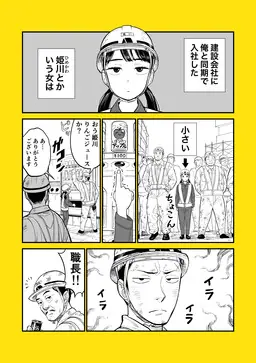 建設会社に
俺と同期で
入社した
姫川とか
いう女は
小さい
ちょこん
おう姫川
りんごジュース
か?
ガコン
あ…
ありがとう
ございます
イラ
イラ
職長!!